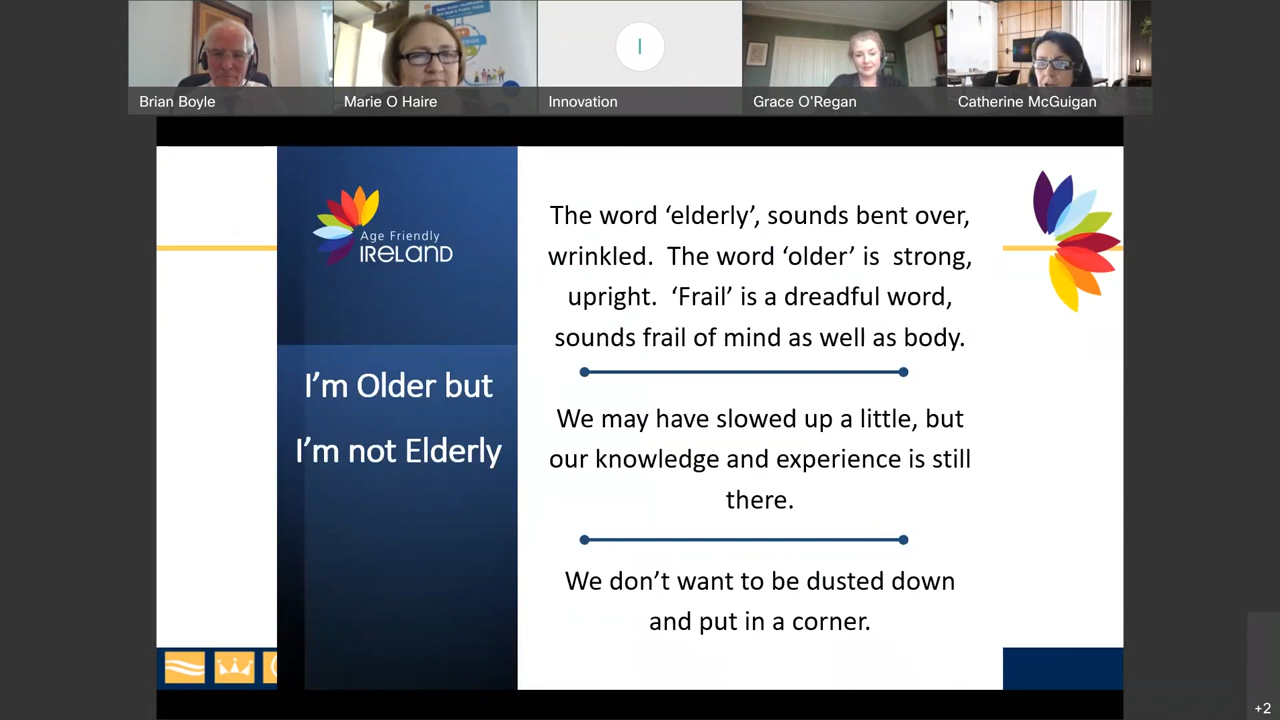 Brian Boyle
Marie O Haire
I
Innovation
Grace O'Regan
Catherine McGuigan
Age Friendly
IRELAND
I'm Older but
I'm not Elderly
The word ‘elderly’, sounds bent over,
wrinkled.  The word ‘older’ is  strong,
upright.  ‘Frail’ is a dreadful word,
sounds frail of mind as well as body.
We may have slowed up a little, but
our knowledge and experience is still
there.
We don’t want to be dusted down
and put in a corner.
+2